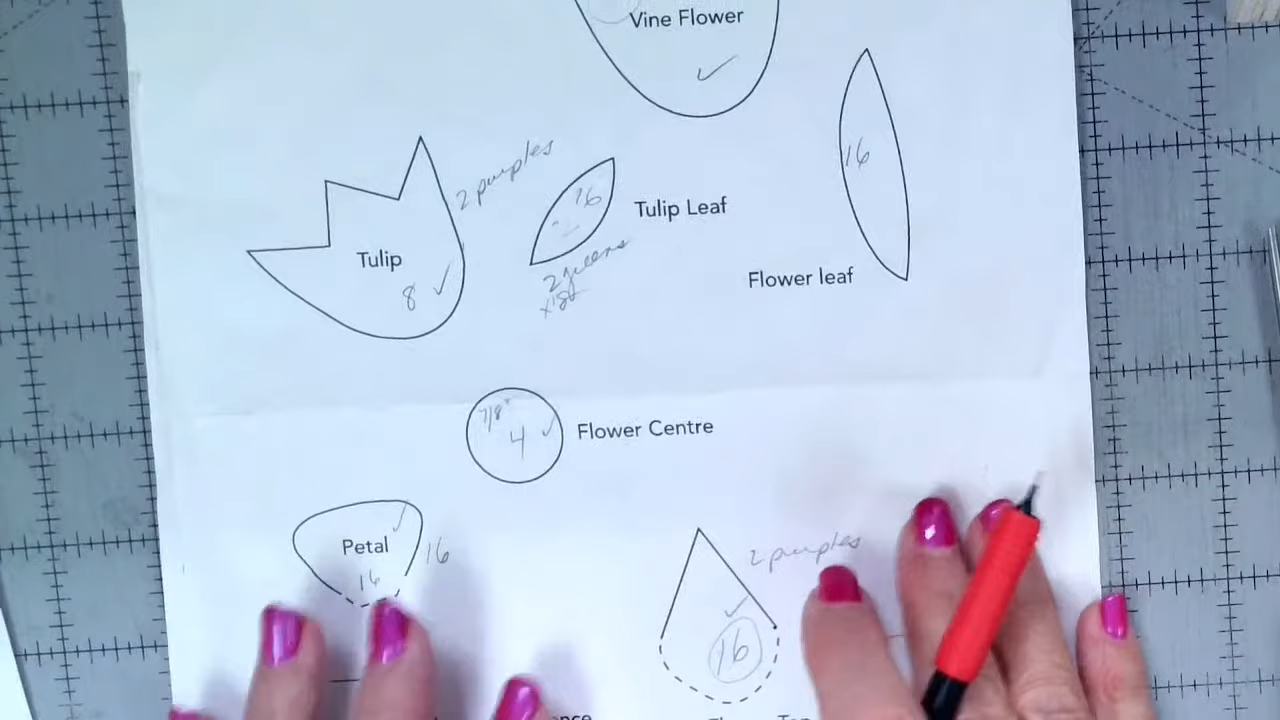 Vine Flower
16
2 purples
16
Tulip Leaf
Tulip
8
2 greens
Flower leaf
7/8"
4
Flower Centre
Petal
16
16
2 purples
16